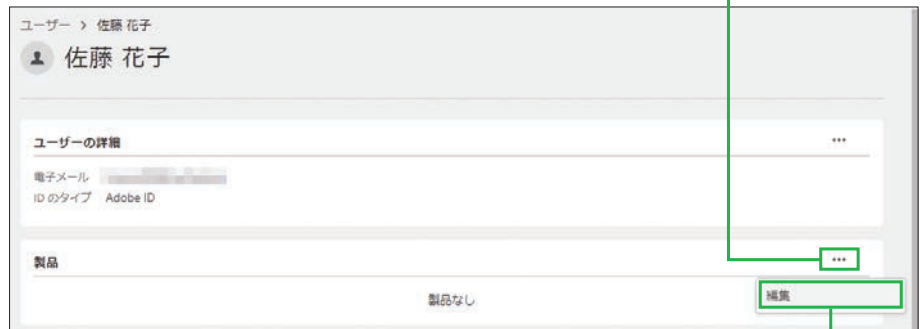 ユーザー > 佐藤 花子
佐藤 花子
ユーザーの詳細 ...
電子メール
ID のタイプ Adobe ID
製品 ...
製品なし
編集